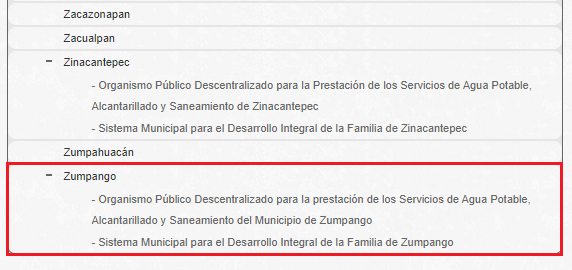 Zacazonapan
Zacualpan
Zinacantepec
- Organismo Público Descentralizado para la Prestación de los Servicios de Agua Potable,
Alcantarillado y Saneamiento de Zinacantepec
- Sistema Municipal para el Desarrollo Integral de la Familia de Zinacantepec
Zumpahuacán
Zumpango
- Organismo Público Descentralizado para la prestación de los Servicios de Agua Potable,
Alcantarillado y Saneamiento del Municipio de Zumpango
- Sistema Municipal para el Desarrollo Integral de la Familia de Zumpango